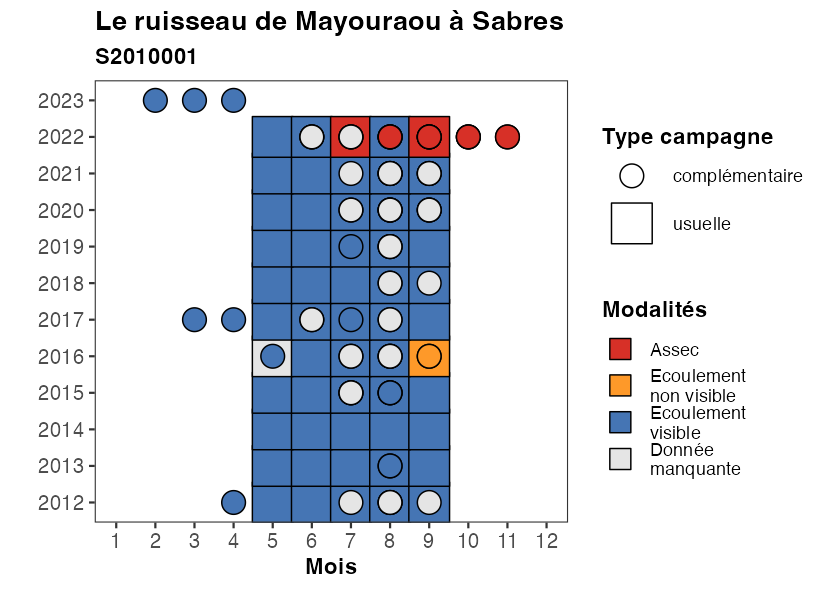 Le ruisseau de Mayouraou à Sabres
S2010001
2023
2022
2021
2020
2019
2018
2017
2016
2015
2014
2013
2012
1 2 3 4 5 6 7 8 9 10 11 12
Mois
Type campagne
complémentaire
usuelle
Modalités
Assec
Ecoulement
non visible
Ecoulement
visible
Donnée
manquante